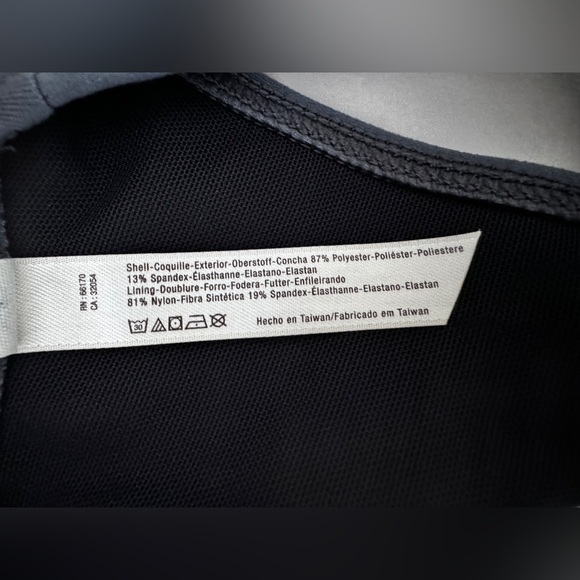 RN: 66170
CA: 32054
Shell-Coquille-Exterior-Oberstoff-Concha 87% Polyester-Poliéster-Poliestere
13% Spandex-Élasthanne-Elastano-Elastan
Lining-Doublure-Forro-Fodera-Futter-Enfileirando
81% Nylon-Fibra Sintética 19% Spandex-Élasthanne-Elastano-Elastan
30
Hecho en Taiwan/Fabricado em Taiwan